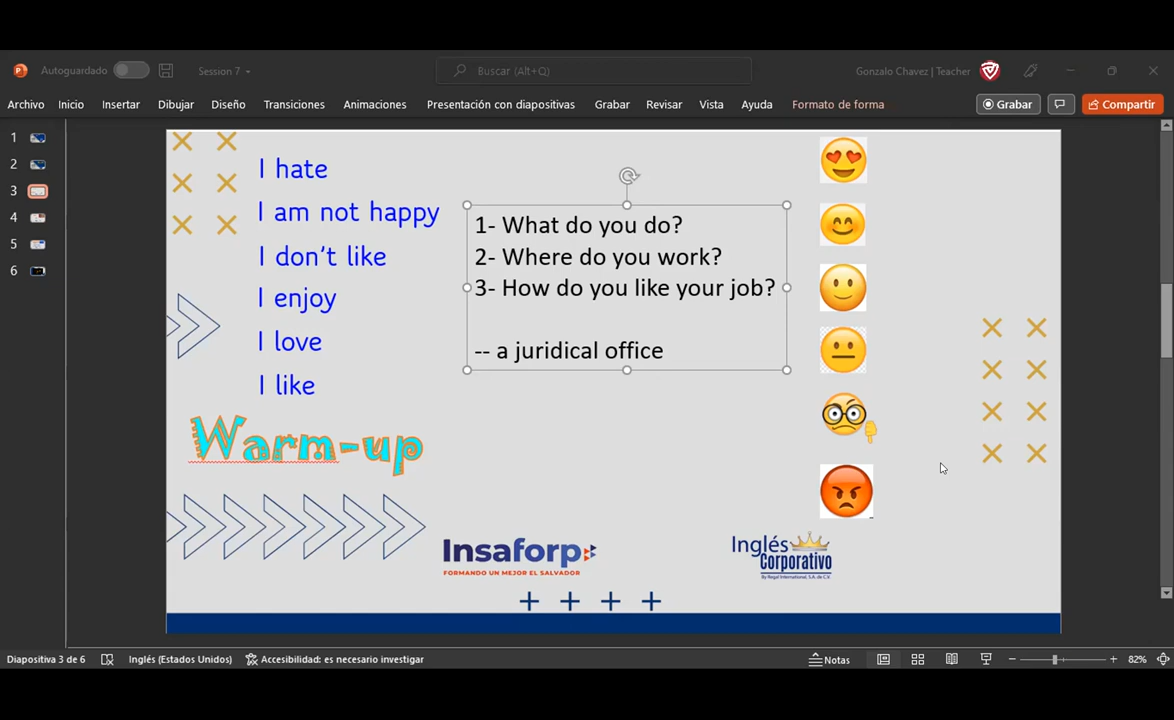 Autoguardado
Session 7
Buscar (Alt+Q)
Gonzalo Chavez | Teacher
Archivo Inicio Insertar Dibujar Diseño Transiciones Animaciones Presentación con diapositivas Grabar Revisar Vista Ayuda Formato de forma
Grabar
Compartir
1
2
3
4
5
6
I hate
I am not happy
I don't like
I enjoy
I love
I like
Warm-up
1- What do you do?
2- Where do you work?
3- How do you like your job?
-- a juridical office
Insaforp
FORMANDO UN MEJOR EL SALVADOR
Inglés
Corporativo
By Regal International, S.A. de C.V.
Diapositiva 3 de 6
Inglés (Estados Unidos)
Accesibilidad: es necesario investigar
Notas
82%